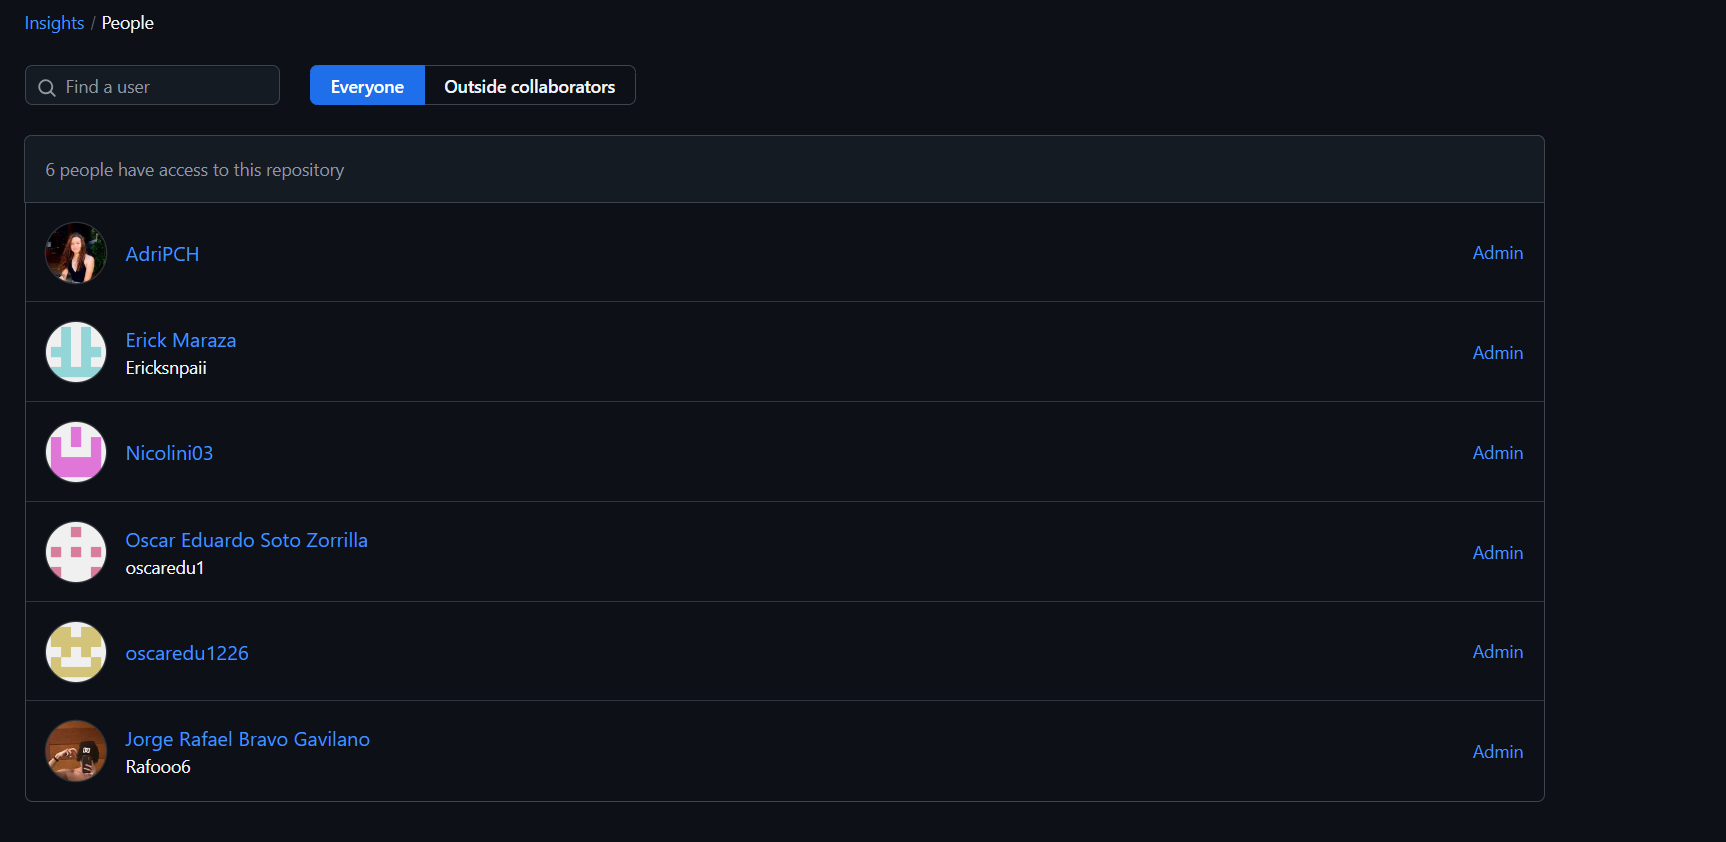 Insights / People
Find a user
Everyone
Outside collaborators
6 people have access to this repository
AdriPCH
Admin
Erick Maraza
Ericksnpaii
Admin
Nicolini03
Admin
Oscar Eduardo Soto Zorrilla
oscaredu1
Admin
oscaredu1226
Admin
Jorge Rafael Bravo Gavilano
Rafooo6
Admin